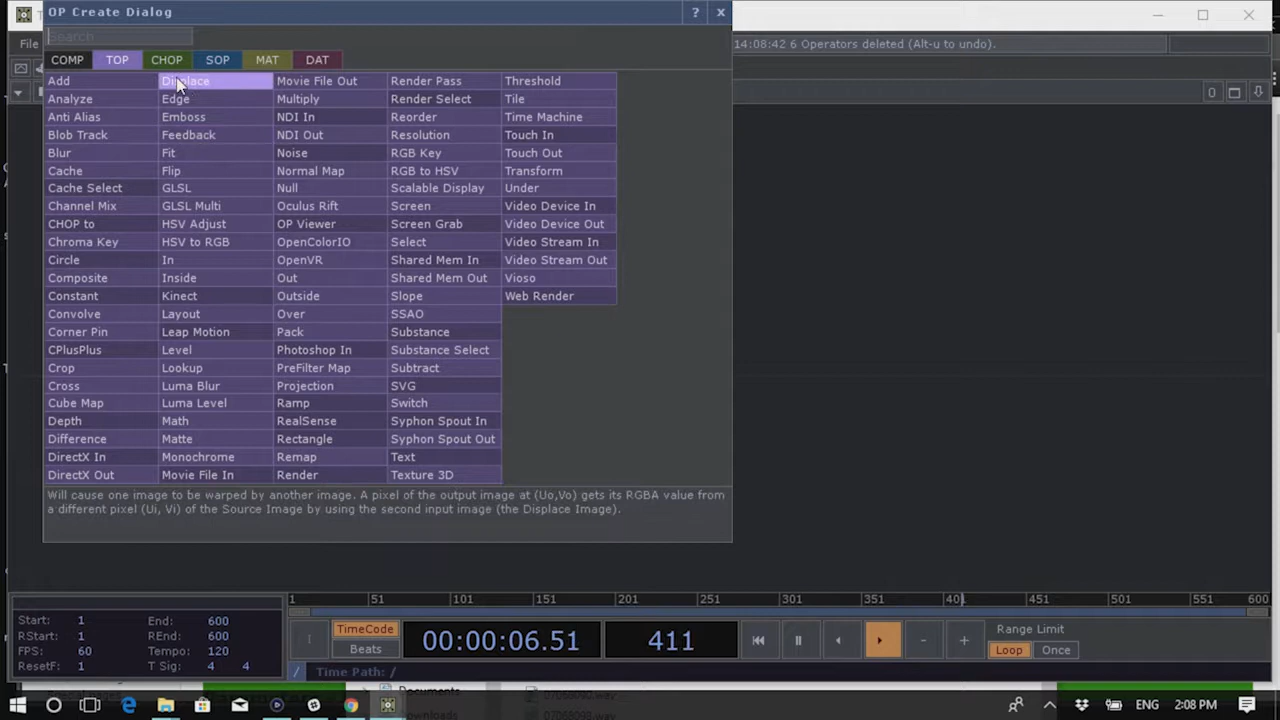 OP Create Dialog ? x
File
14:08:42 6 Operators deleted (Alt-u to undo).
Search
COMP TOP CHOP SOP MAT DAT
0
Add Displace Movie File Out Render Pass Threshold
Analyze Edge Multiply Render Select Tile
Anti Alias Emboss NDI In Reorder Time Machine
Blob Track Feedback NDI Out Resolution Touch In
Blur Fit Noise RGB Key Touch Out
Cache Flip Normal Map RGB to HSV Transform
Cache Select GLSL Null Scalable Display Under
Channel Mix GLSL Multi Oculus Rift Screen Video Device In
CHOP to HSV Adjust OP Viewer Screen Grab Video Device Out
Chroma Key HSV to RGB OpenColorIO Select Video Stream In
Circle In OpenVR Shared Mem In Video Stream Out
Composite Inside Out Shared Mem Out Vioso
Constant Kinect Outside Slope Web Render
Convolve Layout Over SSAO
Corner Pin Leap Motion Pack Substance
CPlusPlus Level Photoshop In Substance Select
Crop Lookup PreFilter Map Subtract
Cross Luma Blur Projection SVG
Cube Map Luma Level Ramp Switch
Depth Math RealSense Syphon Spout In
Difference Matte Rectangle Syphon Spout Out
DirectX In Monochrome Remap Text
DirectX Out Movie File In Render Texture 3D
Will cause one image to be warped by another image. A pixel of the output image at (Uo,Vo) gets its RGBA value from
a different pixel (Ui, Vi) of the Source Image by using the second input image (the Displace Image).
1 51 101 151 201 251 301 351 401 451 501 551 600
Start: 1 End: 600
RStart: 1 REnd: 600
FPS: 60 Tempo: 120
ResetF: 1 T Sig: 4 4
TimeCode
Beats
00:00:06.51 411
- +
Range Limit
Loop Once
/ Time Path: /
Documents
07058092.wav
Downloads
07058098.wav
ENG 2:08 PM